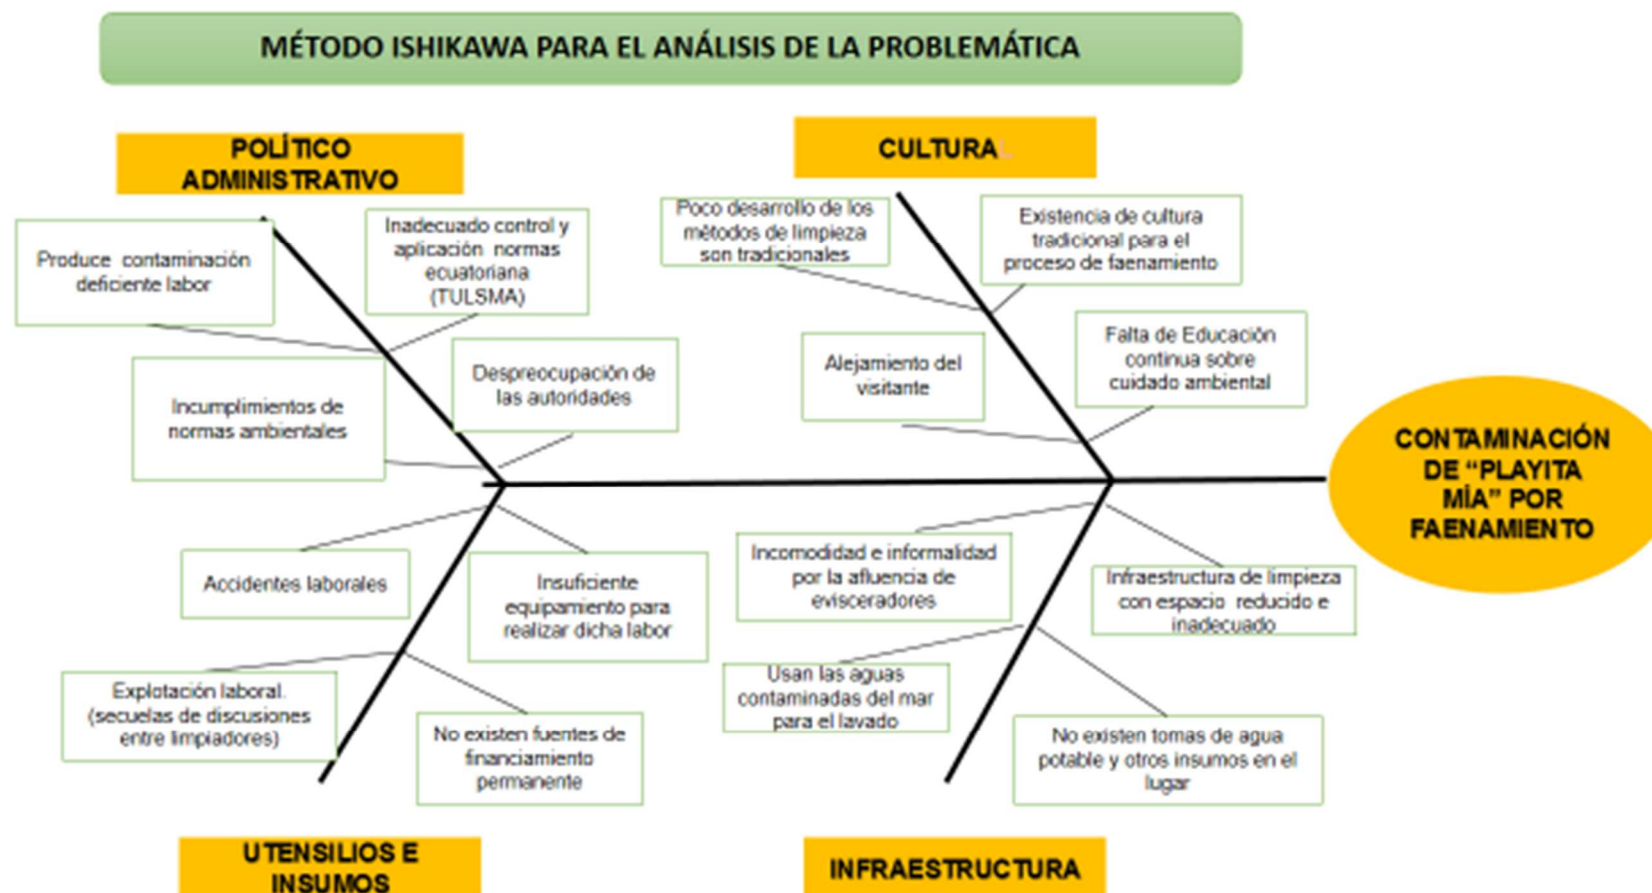 MÉTODO ISHIKAWA PARA EL ANÁLISIS DE LA PROBLEMÁTICA
POLÍTICO
ADMINISTRATIVO
CULTURAL
Produce contaminación
deficiente labor
Inadecuado control y
aplicación normas
ecuatoriana
(TULSMA)
Incumplimientos de
normas ambientales
Despreocupación de
las autoridades
Poco desarrollo de los
métodos de limpieza
son tradicionales
Existencia de cultura
tradicional para el
proceso de faenamiento
Alejamiento del
visitante
Falta de Educación
continua sobre
cuidado ambiental
CONTAMINACIÓN
DE “PLAYITA
MÍA” POR
FAENAMIENTO
Accidentes laborales
Insuficiente
equipamiento para
realizar dicha labor
Explotación laboral.
(secuelas de discusiones
entre limpiadores)
No existen fuentes de
financiamiento
permanente
Incomodidad e informalidad
por la afluencia de
evisceradores
Infraestructura de limpieza
con espacio reducido e
inadecuado
Usan las aguas
contaminadas del mar
para el lavado
No existen tomas de agua
potable y otros insumos en el
lugar
UTENSILIOS E
INSUMOS
INFRAESTRUCTURA